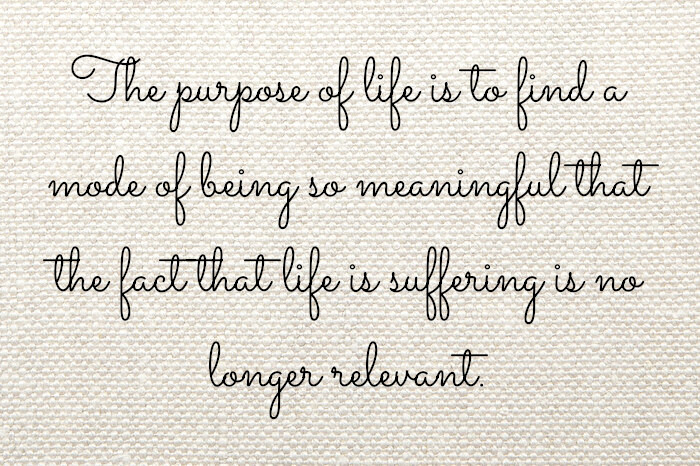 The purpose of life is to find a
mode of being so meaningful that
the fact that life is suffering is no
longer relevant.